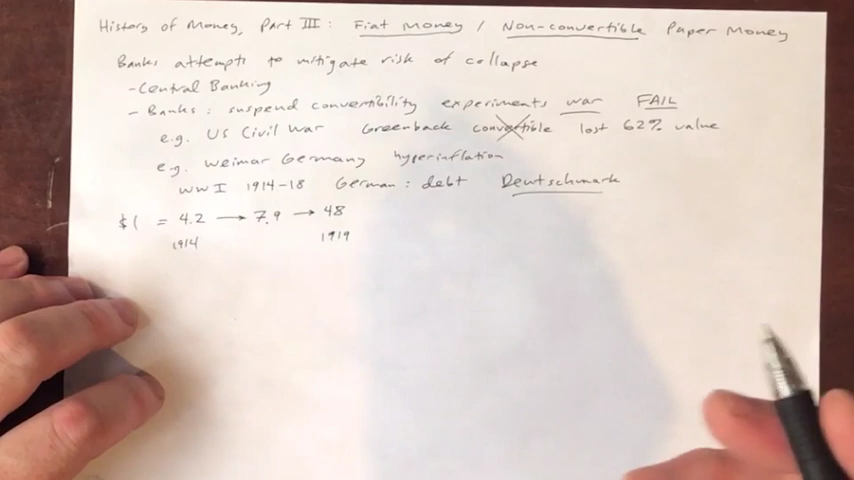 History of Money, Part III: Fiat Money / Non-convertible Paper Money
Banks attempts to mitigate risk of collapse
- Central Banking
- Banks: suspend convertibility experiments war FAIL
e.g. US Civil War Greenback convertible lost 62% value
e.g. Weimar Germany hyperinflation
WWI 1914-18 German: debt Deutschmark
$1 = 4.2 → 7.9 → 48
1914 1919